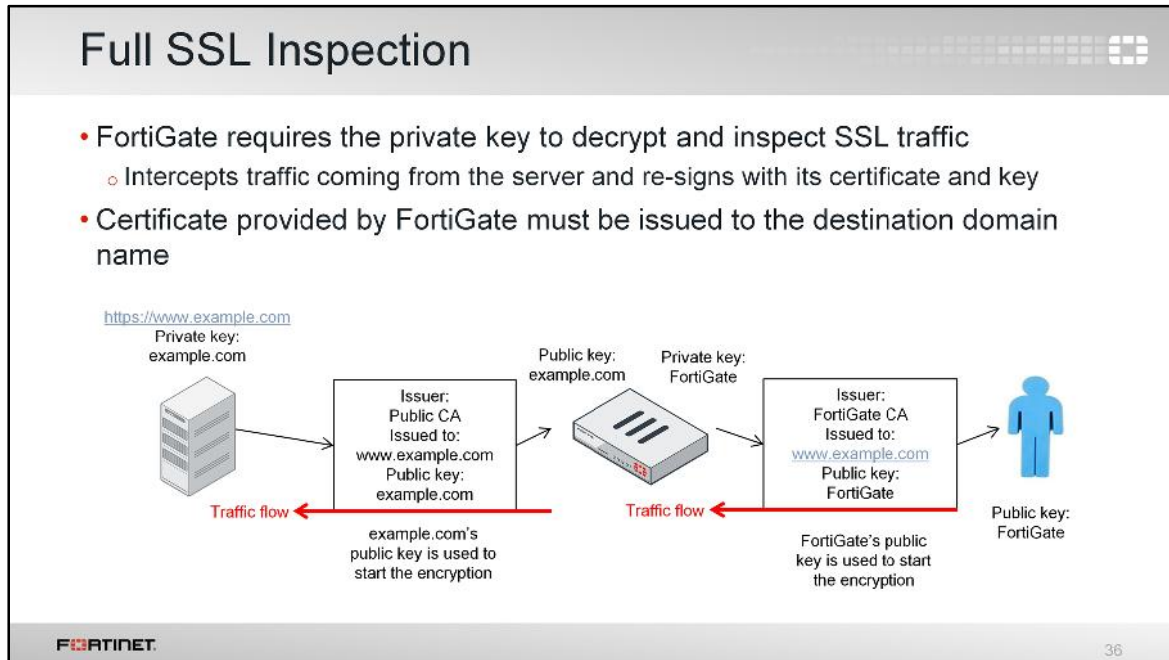 Full SSL Inspection
• FortiGate requires the private key to decrypt and inspect SSL traffic
o Intercepts traffic coming from the server and re-signs with its certificate and key
• Certificate provided by FortiGate must be issued to the destination domain
name
https://www.example.com
Private key:
example.com
Issuer:
Public CA
Issued to:
www.example.com
Public key:
example.com
Traffic flow
example.com's
public key is used to
start the encryption
Public key:
example.com
Private key:
FortiGate
Issuer:
FortiGate CA
Issued to:
www.example.com
Public key:
FortiGate
Traffic flow
FortiGate's public
key is used to start
the encryption
Public key:
FortiGate
FORTINET.
36